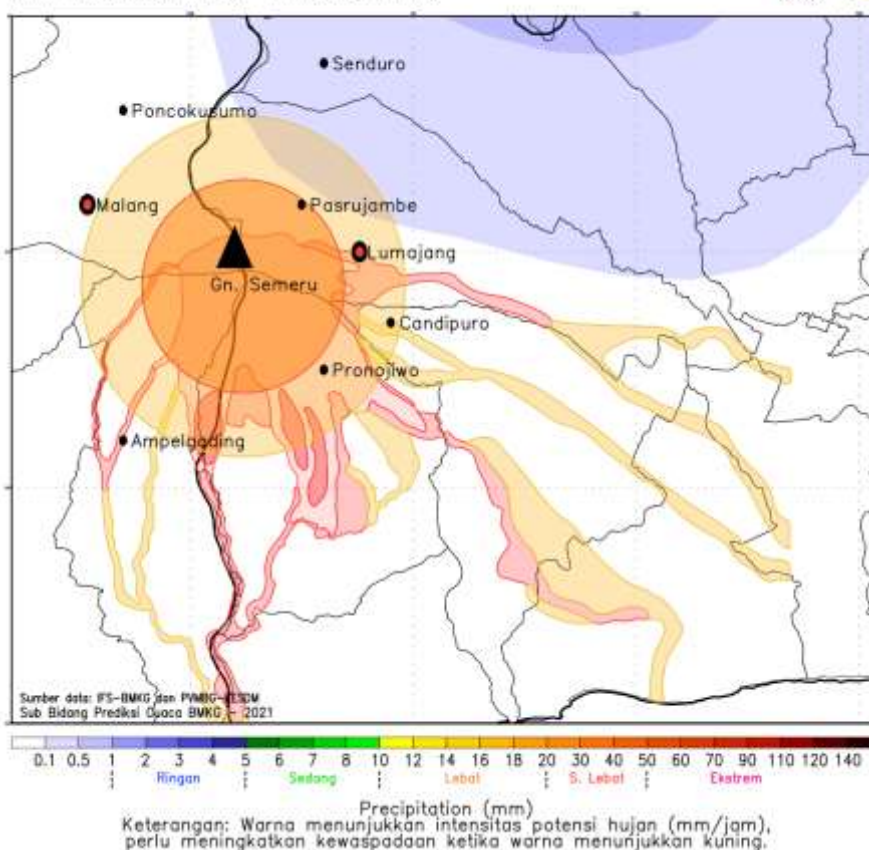 Senduro
Poncokusumo
Malang
Pasrujambe
Lumajang
Gn. Semeru
Candipuro
Pronojiwo
Ampelgading
Sumber data: IFS-BMKG dan PVMBG-KESDM
Sub Bidang Prediksi Cuaca BMKG - 2021
0.1 0.5 1 2 3 4 5 6 7 8 10 12 14 16 18 20 30 40 50 60 70 90 110 120 140
Ringan Sedang Lebat S. Lebat Ekstrem
Precipitation (mm)
Keterangan: Warna menunjukkan intensitas potensi hujan (mm/jam),
perlu meningkatkan kewaspadaan ketika warna menunjukkan kuning.